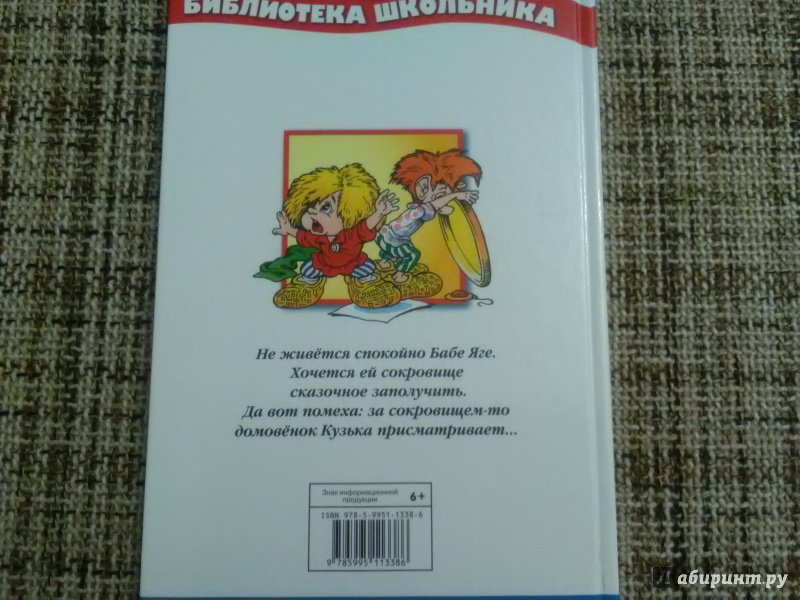 БИБЛИОТЕКА ШКОЛЬНИКА
Не живётся спокойно Бабе Яге.
Хочется ей сокровище
сказочное заполучить.
Да вот помеха: за сокровищем-то
домовёнок Кузька присматривает...
Знак информационной
продукции 6+
ISBN 978-5-9951-1338-6
9 785995 113386
Лабиринт.ру